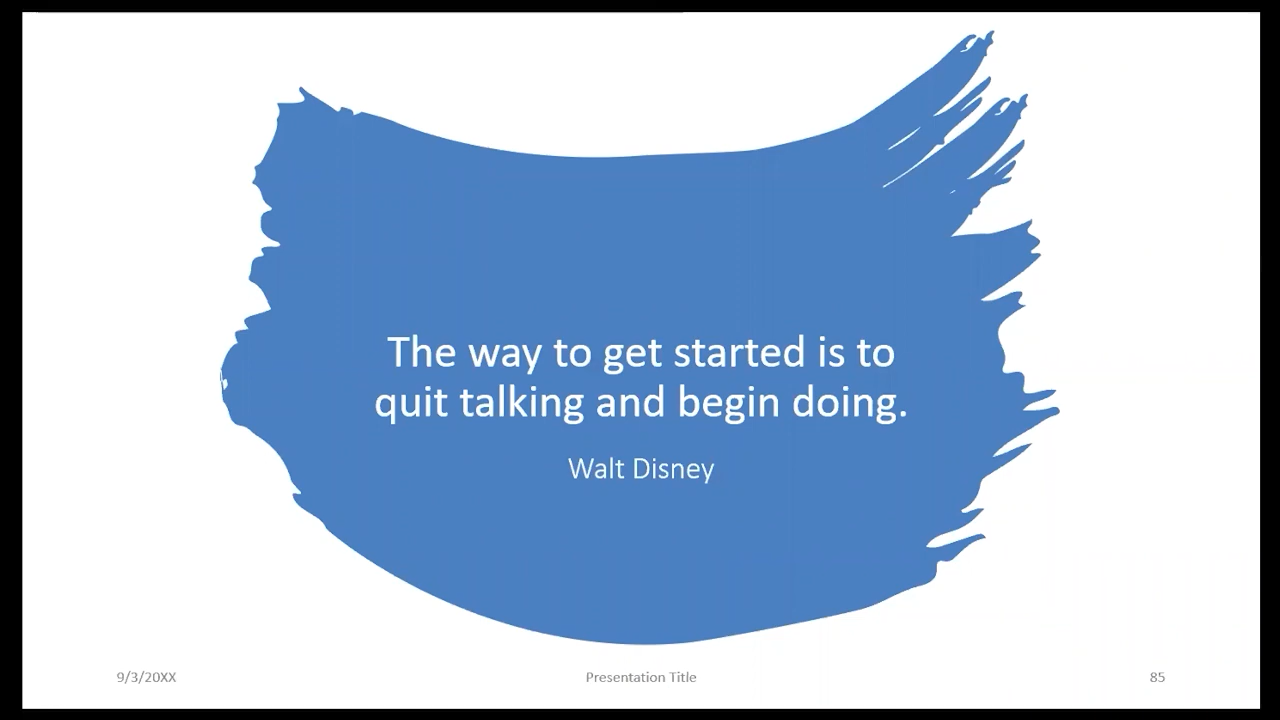 The way to get started is to
quit talking and begin doing.
Walt Disney
9/3/20XX
Presentation Title
85